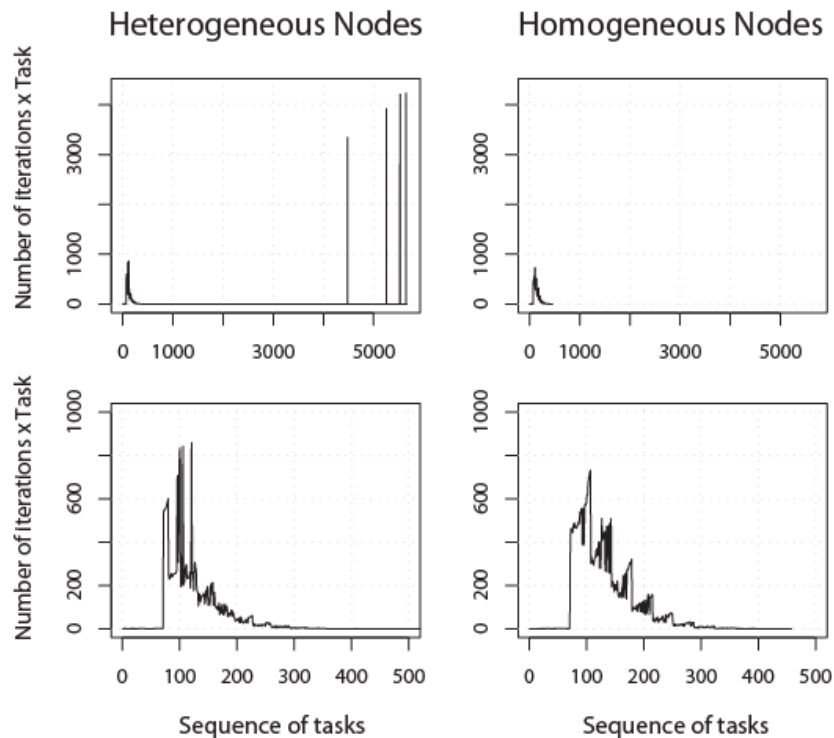 Heterogeneous Nodes
Homogeneous Nodes
Number of iterations x Task
3000
1000
0
0 1000 3000 5000
3000
1000
0
0 1000 3000 5000
Number of iterations x Task
1000
600
200
0
0 100 200 300 400 500
1000
600
200
0
0 100 200 300 400 500
Sequence of tasks
Sequence of tasks